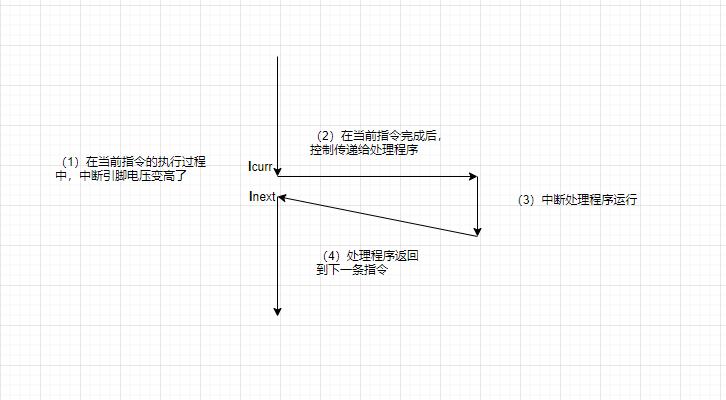 （2）在当前指令完成后，
控制传递给处理程序
（1）在当前指令的执行过程
中，中断引脚电压变高了
Icurr
Inext
（3）中断处理程序运行
（4）处理程序返回
到下一条指令